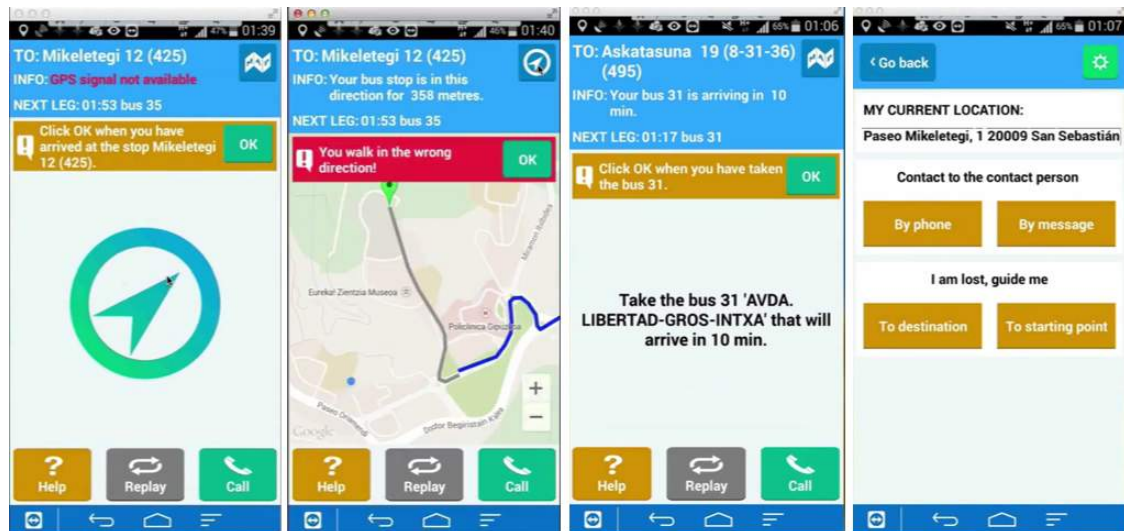 47% 01:39
TO: Mikeletegi 12 (425)
INFO: GPS signal not available
NEXT LEG: 01:53 bus 35
Click OK when you have
arrived at the stop Mikeletegi
12 (425).
OK
Help
Replay
Call
46% 01:40
TO: Mikeletegi 12 (425)
INFO: Your bus stop is in this
direction for 358 metres.
NEXT LEG: 01:53 bus 35
You walk in the wrong
direction!
OK
Eureka! Zientzia Museoa
Policlinica Gipuzkoa
Paseo Oriamendi
Doctor Begiristain Kalea
Google
+
−
Help
Replay
Call
65% 01:06
TO: Askatasuna 19 (8-31-36)
(495)
INFO: Your bus 31 is arriving in 10
min.
NEXT LEG: 01:17 bus 31
Click OK when you have taken
the bus 31.
OK
Take the bus 31 'AVDA.
LIBERTAD-GROS-INTXA' that will
arrive in 10 min.
Help
Replay
Call
65% 01:07
Go back
MY CURRENT LOCATION:
Paseo Mikeletegi, 1 20009 San Sebastián
Contact to the contact person
By phone
By message
I am lost, guide me
To destination
To starting point